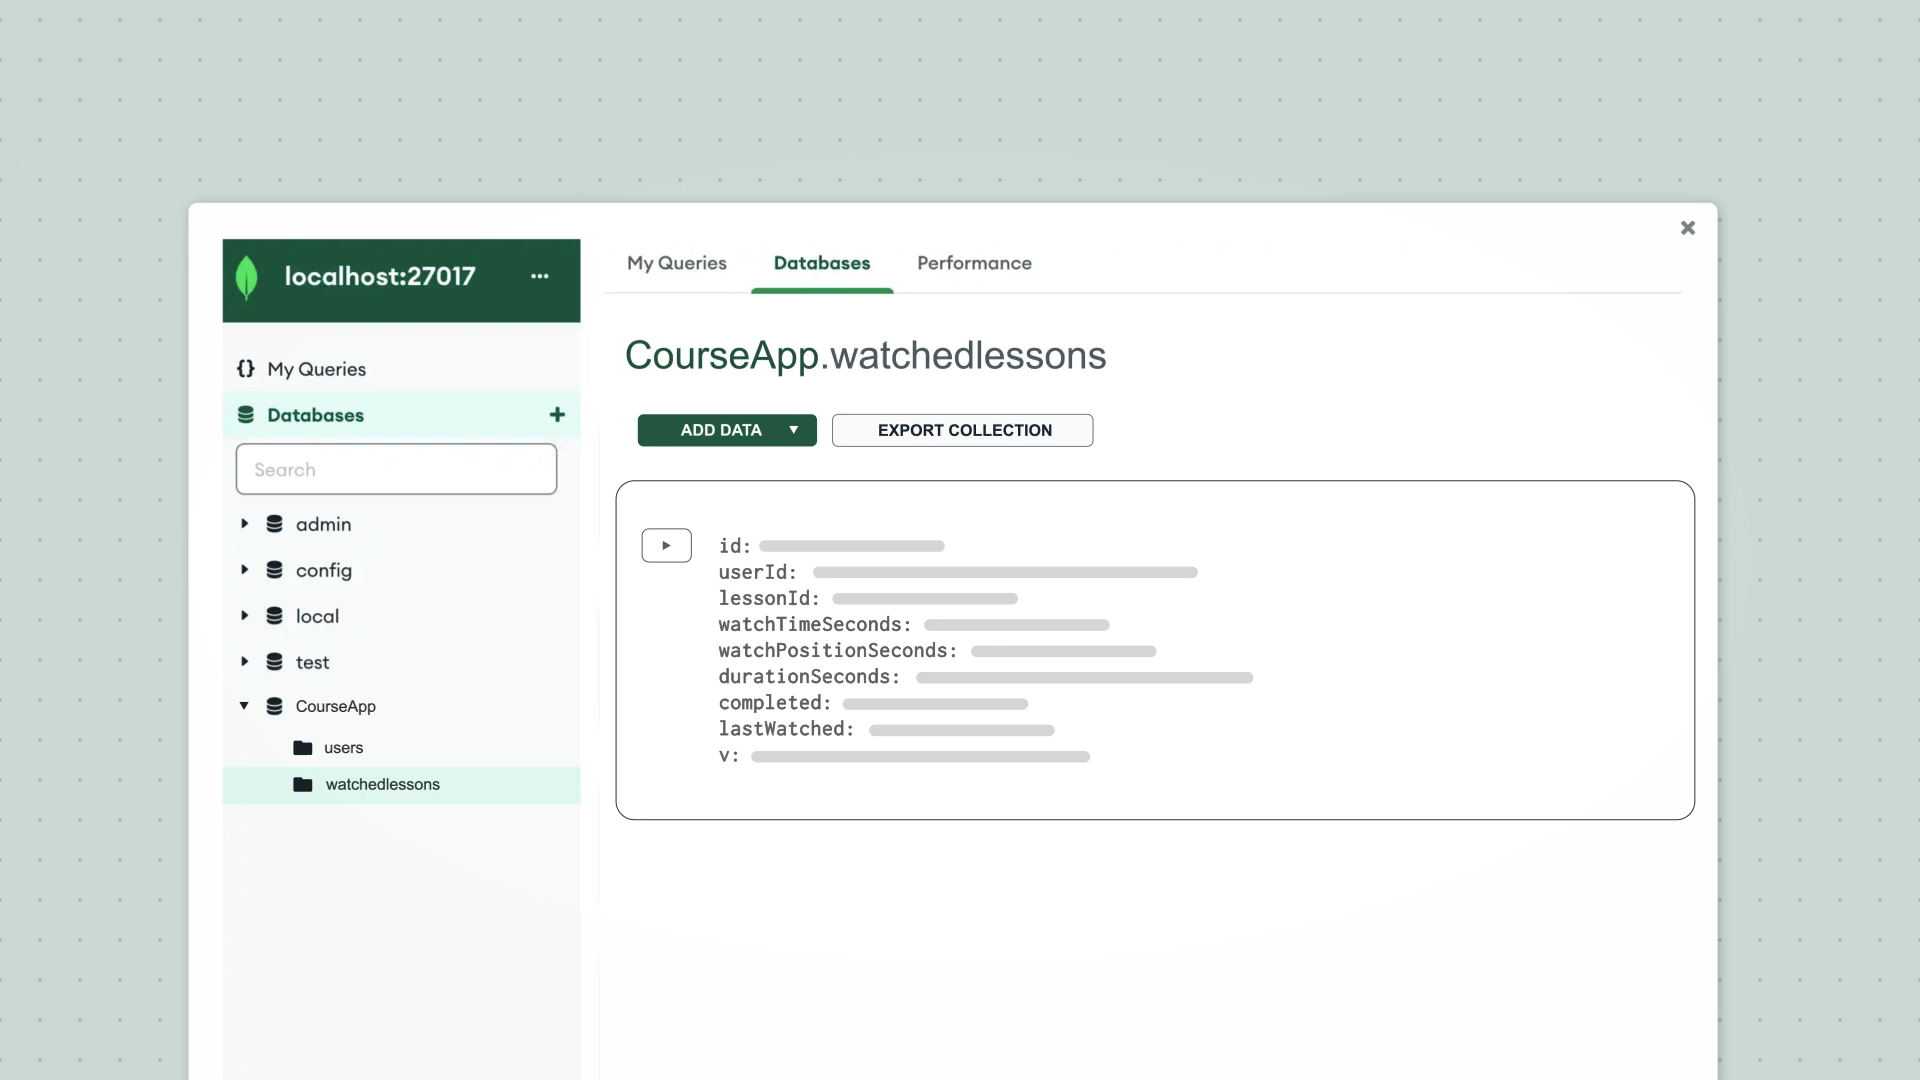 localhost:27017
My Queries
Databases
Search
admin
config
local
test
CourseApp
users
watchedlessons
My Queries Databases Performance
CourseApp.watchedlessons
ADD DATA EXPORT COLLECTION
id:
userId:
lessonId:
watchTimeSeconds:
watchPositionSeconds:
durationSeconds:
completed:
lastWatched:
v: